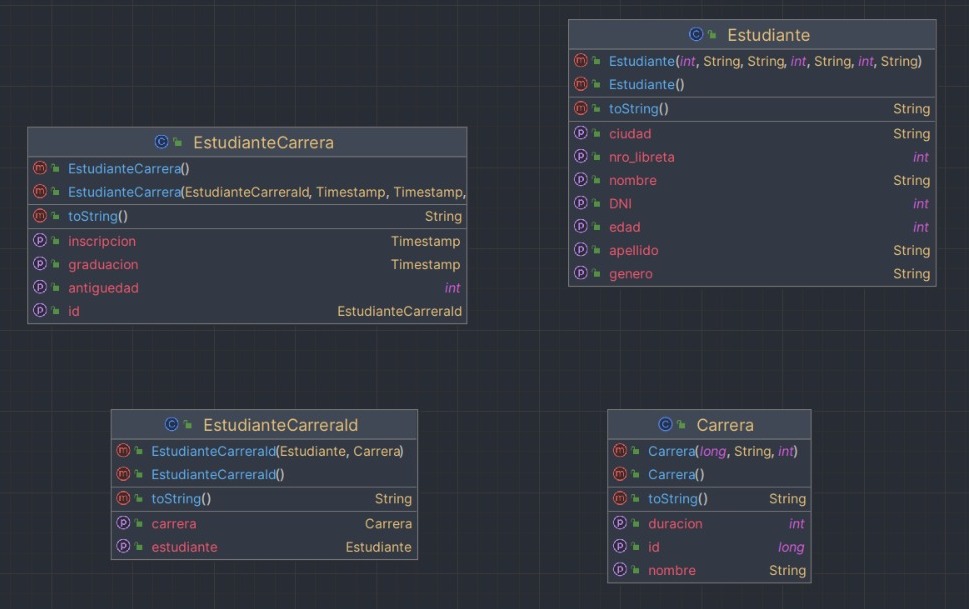 Estudiante
Estudiante(int, String, String, int, String, int, String)
Estudiante()
toString() String
ciudad String
nro_libreta int
nombre String
DNI int
edad int
apellido String
genero String
EstudianteCarrera
EstudianteCarrera()
EstudianteCarrera(EstudianteCarreraId, Timestamp, Timestamp,
toString() String
inscripcion Timestamp
graduacion Timestamp
antiguedad int
id EstudianteCarreraId
EstudianteCarreraId
EstudianteCarreraId(Estudiante, Carrera)
EstudianteCarreraId()
toString() String
carrera Carrera
estudiante Estudiante
Carrera
Carrera(long, String, int)
Carrera()
toString() String
duracion int
id long
nombre String